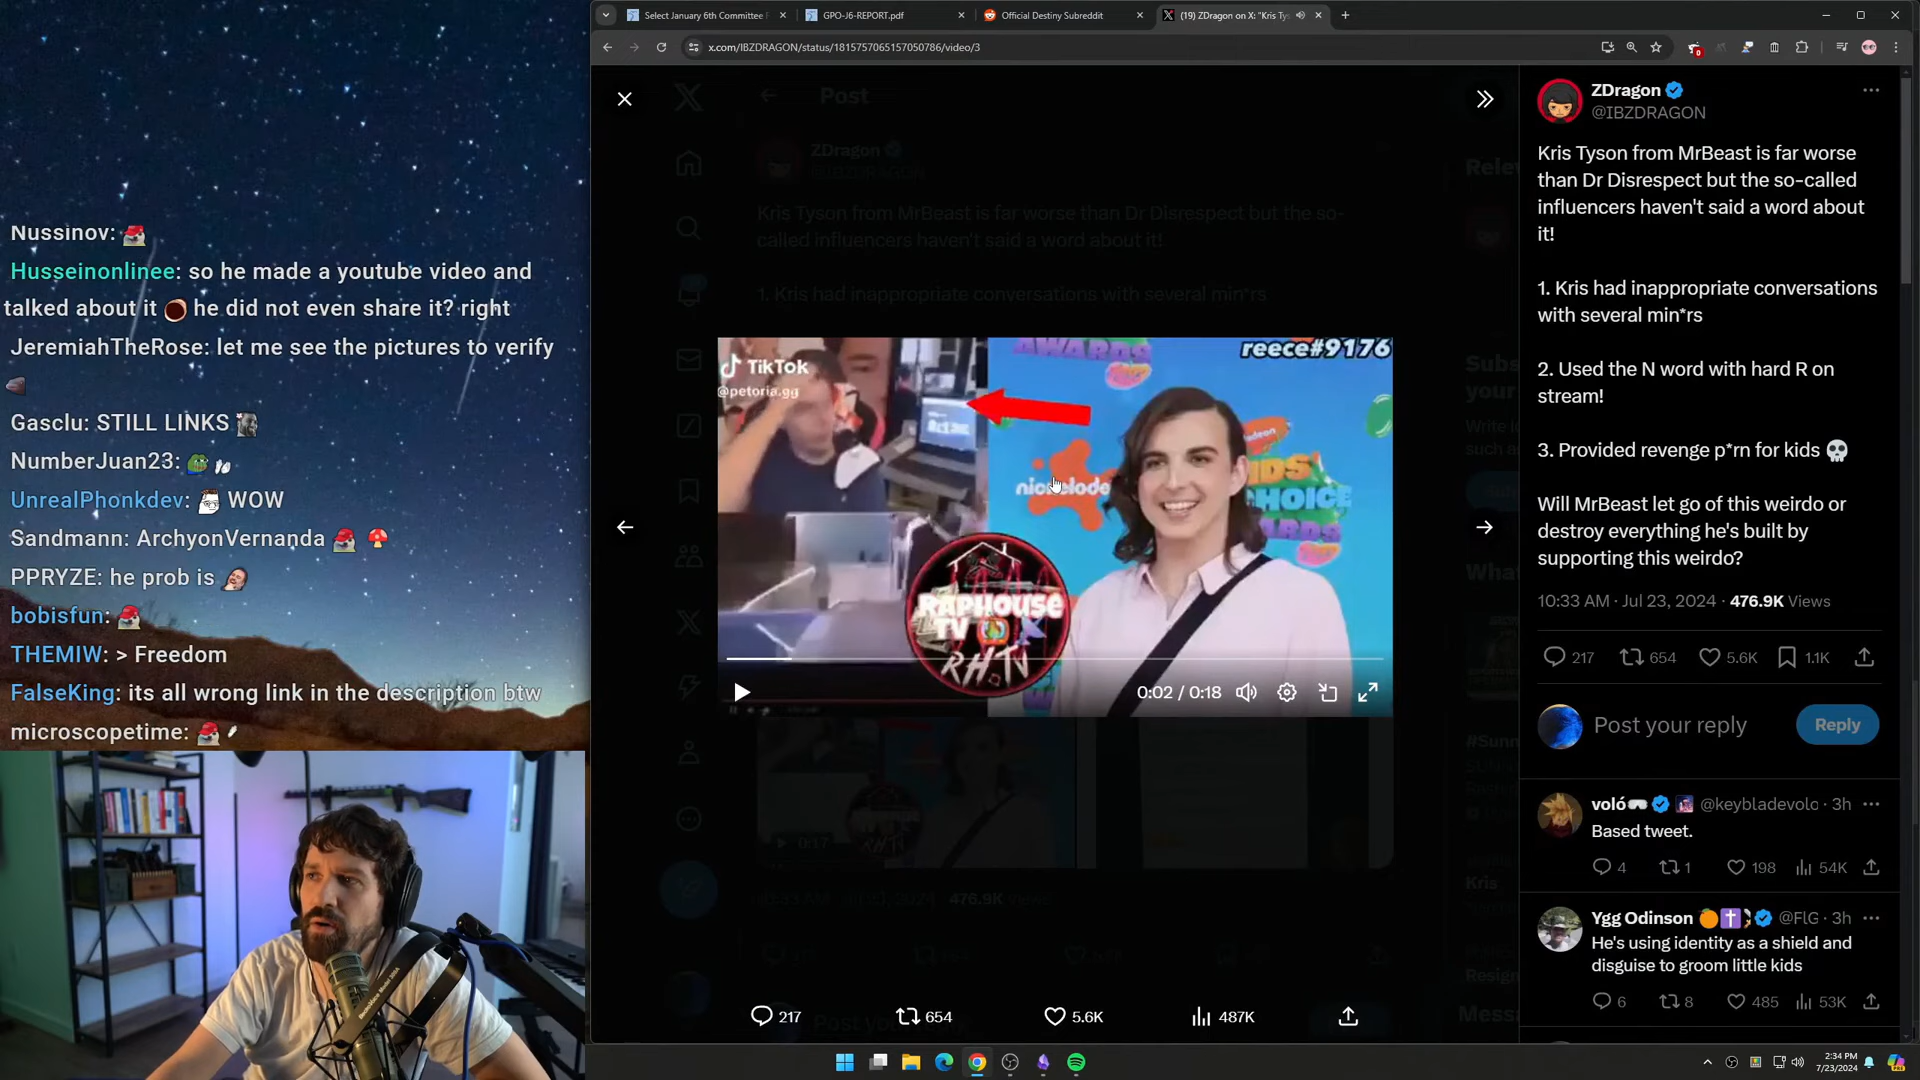 Select January 6th Committee F
GPO-J6-REPORT.pdf
Official Destiny Subreddit
(19) ZDragon on X: "Kris Ty
x.com/IBZDRAGON/status/1815757065157050786/video/3
Nussinov:
Husseinonlinee: so he made a youtube video and
talked about it he did not even share it? right
JeremiahTheRose: let me see the pictures to verify
Gasclu: STILL LINKS
NumberJuan23:
UnrealPhonkdev: WOW
Sandmann: ArchyonVernanda
PPRYZE: he prob is
bobisfun:
THEMIW: > Freedom
FalseKing: its all wrong link in the description btw
microscopetime:
Post
ZDragon
@IBZDRAGON
Kris Tyson from MrBeast is far worse than Dr Disrespect but the so-
called influencers haven't said a word about it!
1. Kris had inappropriate conversations with several min*rs
TikTok
@petoria.gg
AWARDS
reece#9176
nickelode
KIDS
CHOICE
AWARDS
RAPHOUSE
TV
RHTV
0:02 / 0:18
0:17
476.9K Views
217
654
5.6K
487K
ZDragon
@IBZDRAGON
Kris Tyson from MrBeast is far worse
than Dr Disrespect but the so-called
influencers haven't said a word about
it!
1. Kris had inappropriate conversations
with several min*rs
2. Used the N word with hard R on
stream!
3. Provided revenge p*rn for kids
Will MrBeast let go of this weirdo or
destroy everything he's built by
supporting this weirdo?
10:33 AM · Jul 23, 2024 · 476.9K Views
217 654 5.6K 1.1K
Post your reply
Reply
voló @keybladevolo · 3h
Based tweet.
4 1 198 54K
Ygg Odinson @FlG · 3h
He's using identity as a shield and
disguise to groom little kids
6 8 485 53K
2:34 PM
7/23/2024